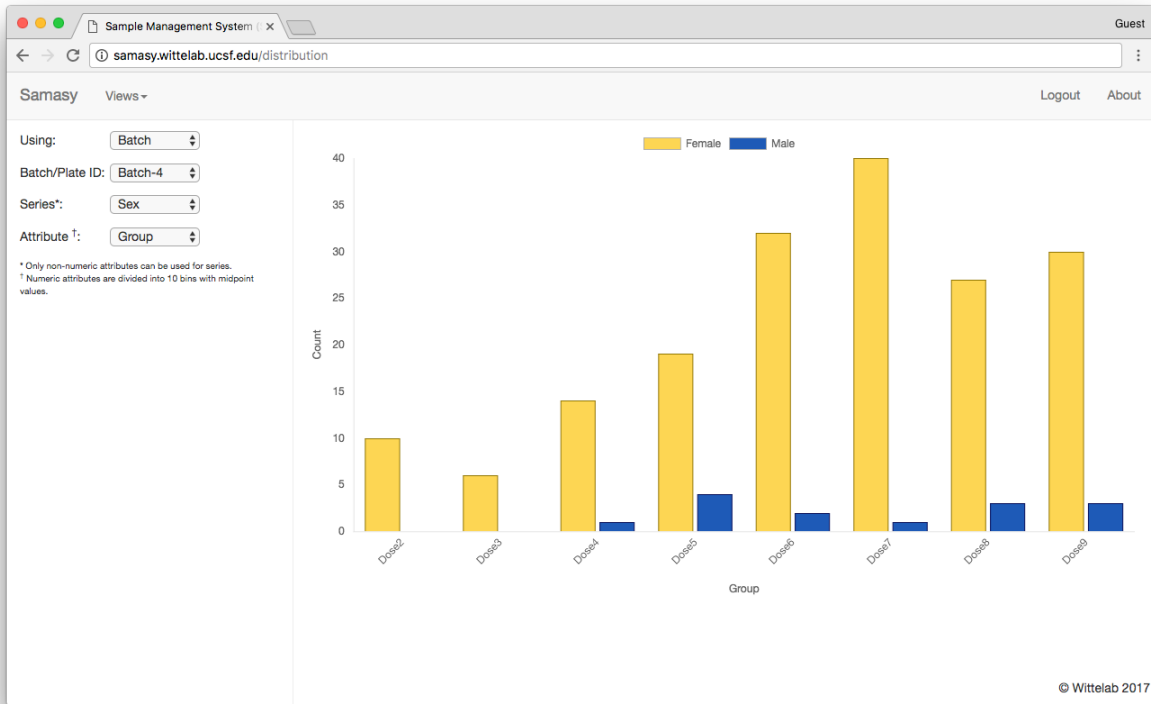 Sample Management System (
Guest
samasy.wittelab.ucsf.edu/distribution
Samasy Views Logout About
Using: Batch
Batch/Plate ID: Batch-4
Series*: Sex
Attribute †: Group
* Only non-numeric attributes can be used for series.
† Numeric attributes are divided into 10 bins with midpoint
values.
Female Male
40
35
30
25
20
15
10
5
0
Count
Dose2 Dose3 Dose4 Dose5 Dose6 Dose7 Dose8 Dose9
Group
© Wittelab 2017